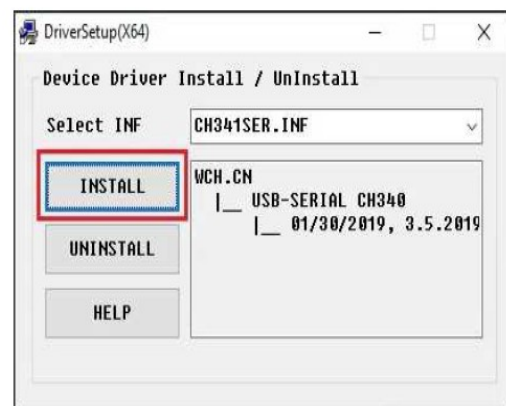 DriverSetup(X64)
Device Driver Install / UnInstall
Select INF
CH341SER.INF
INSTALL
UNINSTALL
HELP
WCH.CN
|__ USB-SERIAL CH340
|__ 01/30/2019, 3.5.2019